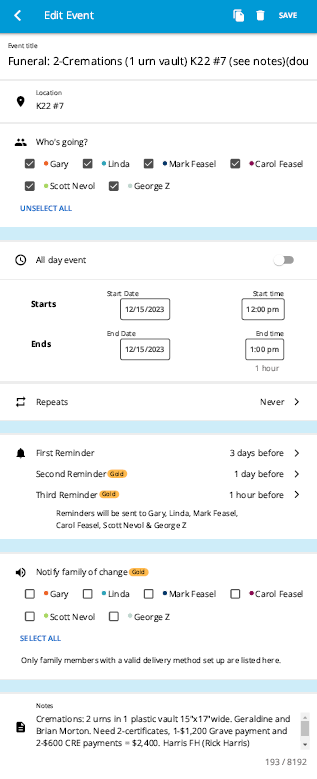 Edit Event
SAVE
Event title
Funeral: 2-Cremations (1 urn vault) K22 #7 (see notes)(dou
Location
K22 #7
Who's going?
Gary Linda Mark Feasel Carol Feasel
Scott Nevol George Z
UNSELECT ALL
All day event
Start Date Start time
Starts 12/15/2023 12:00 pm
End Date End time
Ends 12/15/2023 1:00 pm
1 hour
Repeats Never
First Reminder 3 days before
Second Reminder Gold 1 day before
Third Reminder Gold 1 hour before
Reminders will be sent to Gary, Linda, Mark Feasel,
Carol Feasel, Scott Nevol & George Z
Notify family of change Gold
Gary Linda Mark Feasel Carol Feasel
Scott Nevol George Z
SELECT ALL
Only family members with a valid delivery method set up are listed here.
Notes
Cremations: 2 urns in 1 plastic vault 15"x17"wide. Geraldine and
Brian Morton. Need 2-certificates, 1-$1,200 Grave payment and
2-$600 CRE payments = $2,400. Harris FH (Rick Harris)
193 / 8192